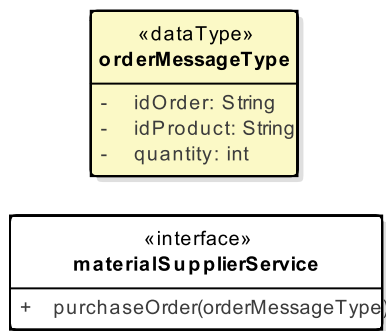 «dataType»
orderMessageType
- idOrder: String
- idProduct: String
- quantity: int
«interface»
materialSupplierService
+ purchaseOrder(orderMessageType)